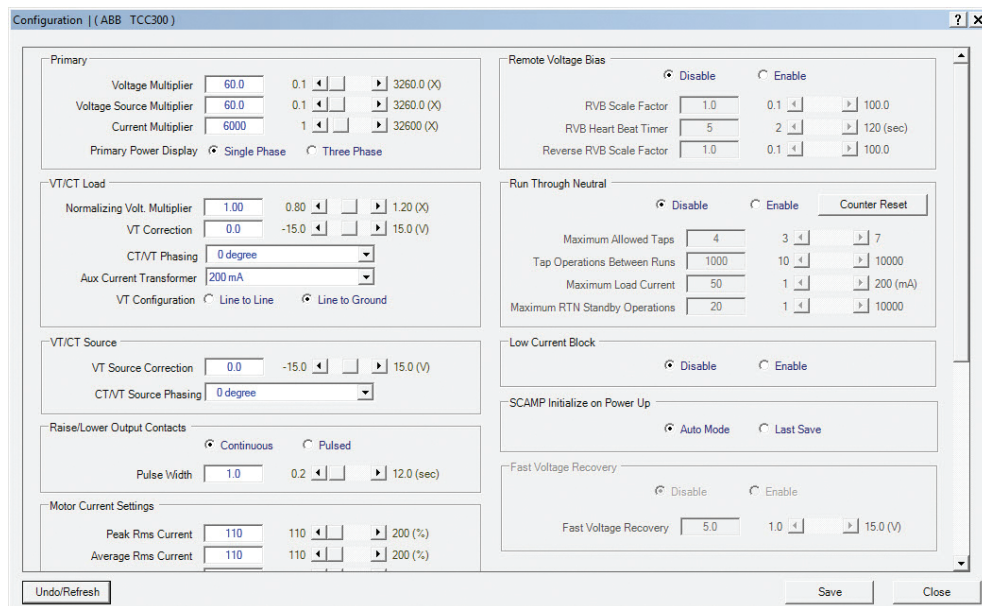 Configuration | ( ABB TCC300 )
? X
Primary
Voltage Multiplier 60.0 0.1 3260.0 (X)
Voltage Source Multiplier 60.0 0.1 3260.0 (X)
Current Multiplier 6000 1 32600 (X)
Primary Power Display Single Phase Three Phase
VT/CT Load
Normalizing Volt. Multiplier 1.00 0.80 1.20 (X)
VT Correction 0.0 -15.0 15.0 (V)
CT/VT Phasing 0 degree
Aux Current Transformer 200 mA
VT Configuration Line to Line Line to Ground
VT/CT Source
VT Source Correction 0.0 -15.0 15.0 (V)
CT/VT Source Phasing 0 degree
Raise/Lower Output Contacts
Continuous Pulsed
Pulse Width 1.0 0.2 12.0 (sec)
Motor Current Settings
Peak Rms Current 110 110 200 (%)
Average Rms Current 110 110 200 (%)
Remote Voltage Bias
Disable Enable
RVB Scale Factor 1.0 0.1 100.0
RVB Heart Beat Timer 5 2 120 (sec)
Reverse RVB Scale Factor 1.0 0.1 100.0
Run Through Neutral
Disable Enable Counter Reset
Maximum Allowed Taps 4 3 7
Tap Operations Between Runs 1000 10 10000
Maximum Load Current 50 1 200 (mA)
Maximum RTN Standby Operations 20 1 10000
Low Current Block
Disable Enable
SCAMP Initialize on Power Up
Auto Mode Last Save
Fast Voltage Recovery
Disable Enable
Fast Voltage Recovery 5.0 1.0 15.0 (V)
Undo/Refresh Save Close